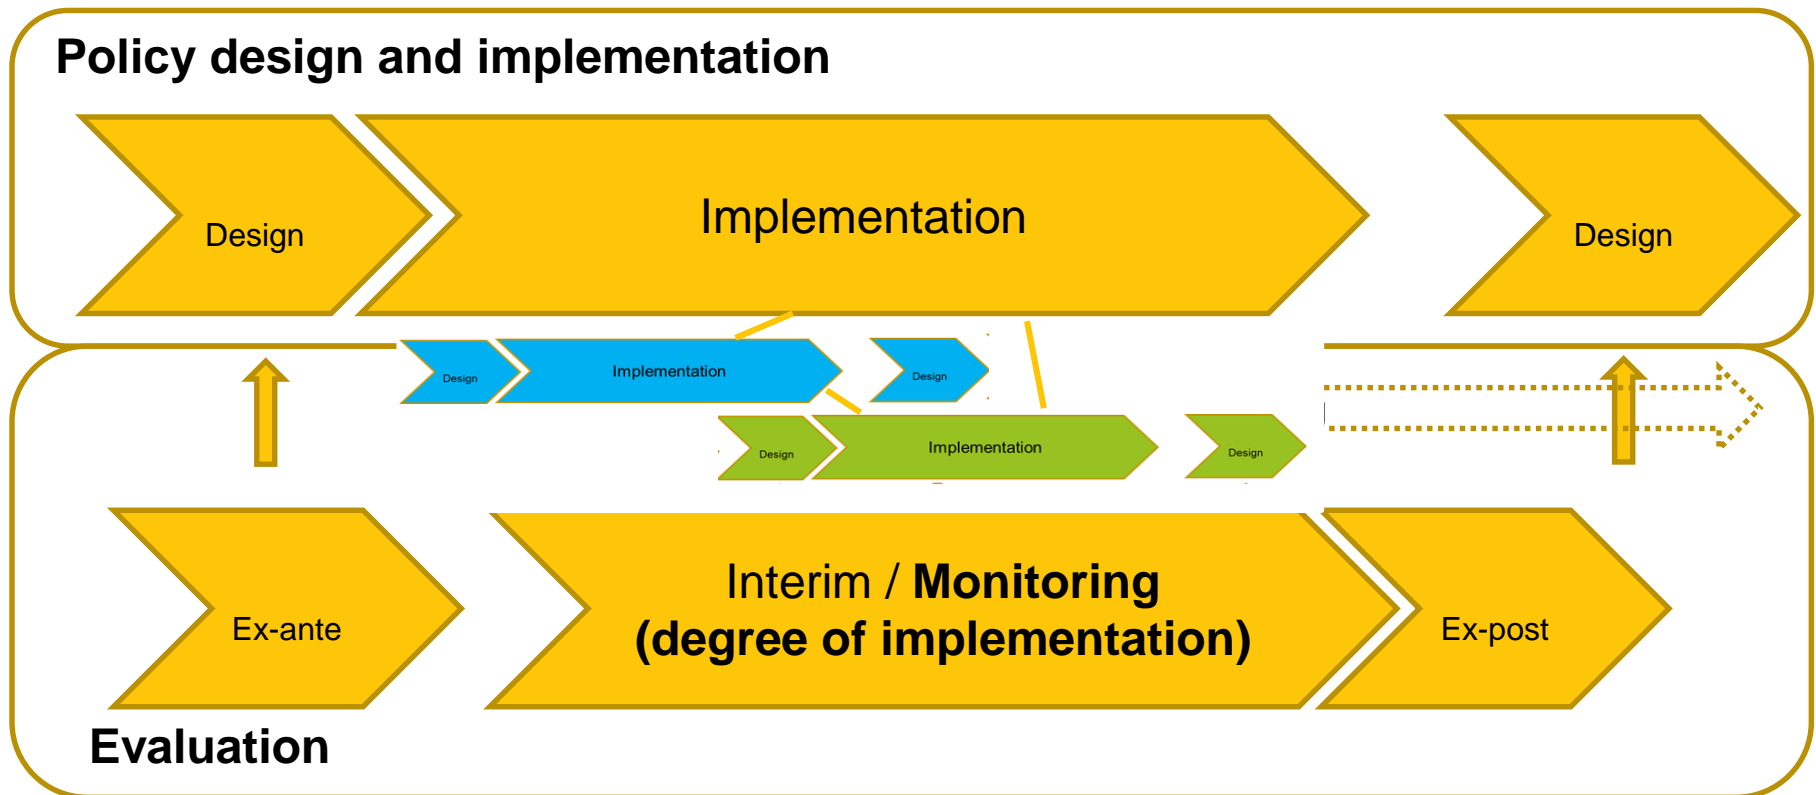 Policy design and implementation
Design
Implementation
Design
Design
Implementation
Design
Design
Implementation
Design
Ex-ante
Interim / Monitoring
(degree of implementation)
Ex-post
Evaluation